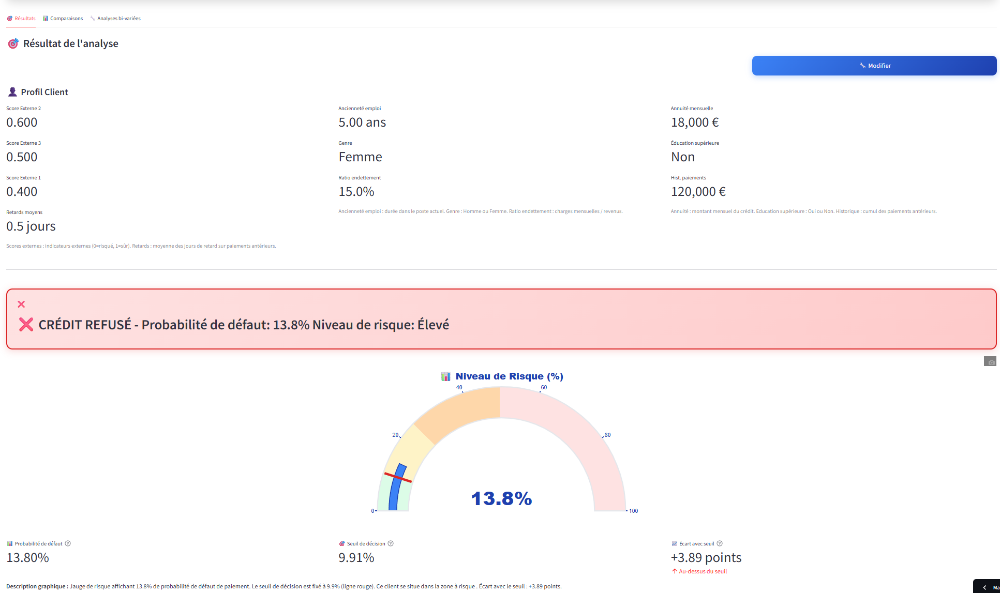 Résultats Comparaisons Analyses bi-variées
Résultat de l'analyse
Modifier
Profil Client
Score Externe 2
0.600
Score Externe 3
0.500
Score Externe 1
0.400
Retards moyens
0.5 jours
Scores externes : indicateurs externes (0=risqué, 1=sûr). Retards : moyenne des jours de retard sur paiements antérieurs.
Ancienneté emploi
5.00 ans
Genre
Femme
Ratio endettement
15.0%
Ancienneté emploi : durée dans le poste actuel. Genre : Homme ou Femme. Ratio endettement : charges mensuelles / revenus.
Annuité mensuelle
18,000 €
Éducation supérieure
Non
Hist. paiements
120,000 €
Annuité : montant mensuel du crédit. Education supérieure : Oui ou Non. Historique : cumul des paiements antérieurs.
CRÉDIT REFUSÉ - Probabilité de défaut: 13.8% Niveau de risque: Élevé
Niveau de Risque (%)
0
20
40
60
80
100
13.8%
Probabilité de défaut
13.80%
Seuil de décision
9.91%
Écart avec seuil
+3.89 points
↑ Au-dessus du seuil
Description graphique : Jauge de risque affichant 13.8% de probabilité de défaut de paiement. Le seuil de décision est fixé à 9.9% (ligne rouge). Ce client se situe dans la zone à risque . Écart avec le seuil : +3.89 points.